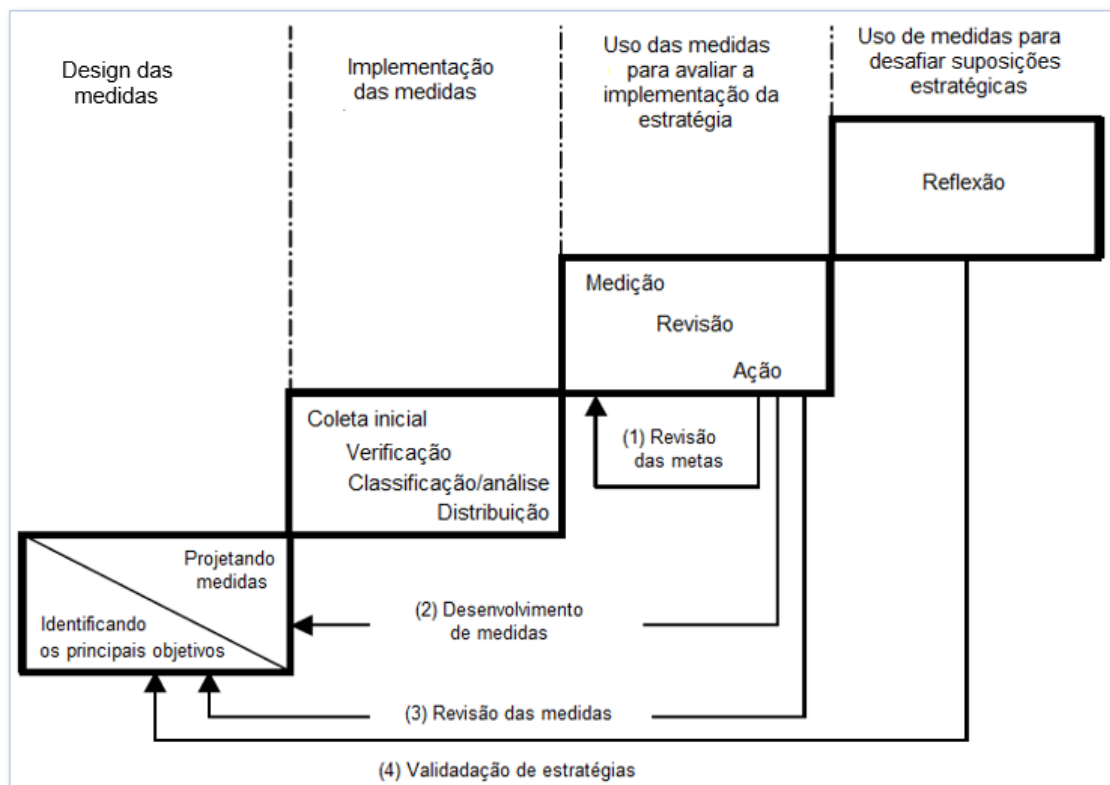 Design das
medidas
Implementação
das medidas
Uso das medidas
para avaliar a
implementação da
estratégia
Uso de medidas para
desafiar suposições
estratégicas
Reflexão
Medição
Revisão
Ação
(1) Revisão
das metas
Coleta inicial
Verificação
Classificação/análise
Distribuição
Projetando
medidas
Identificando
os principais objetivos
(2) Desenvolvimento
de medidas
(3) Revisão das medidas
(4) Validadação de estratégias